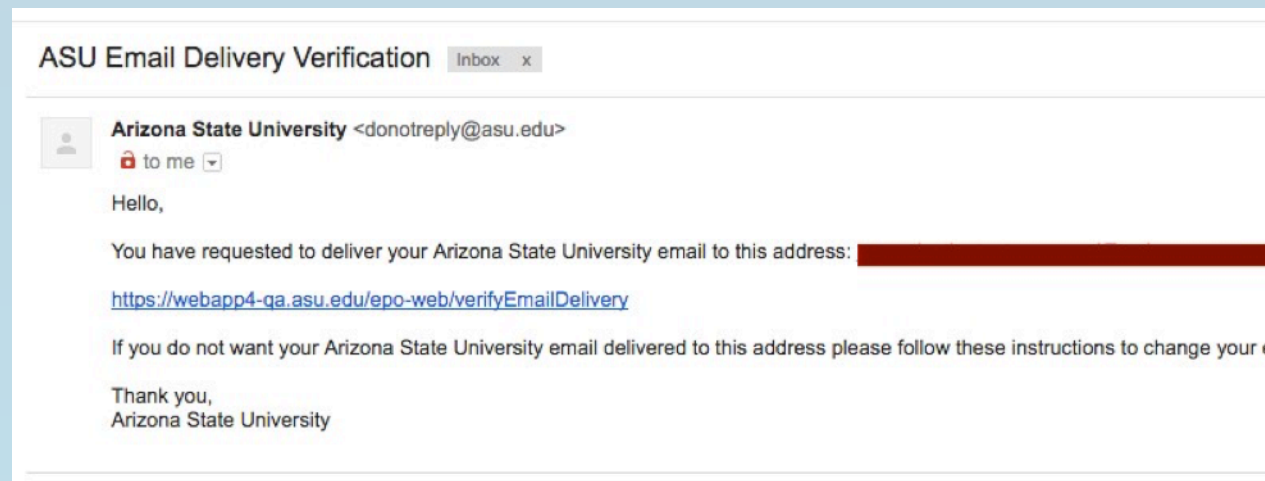 ASU Email Delivery Verification Inbox x
Arizona State University <donotreply@asu.edu>
to me
Hello,
You have requested to deliver your Arizona State University email to this address:
https://webapp4-qa.asu.edu/epo-web/verifyEmailDelivery
If you do not want your Arizona State University email delivered to this address please follow these instructions to change your
Thank you,
Arizona State University